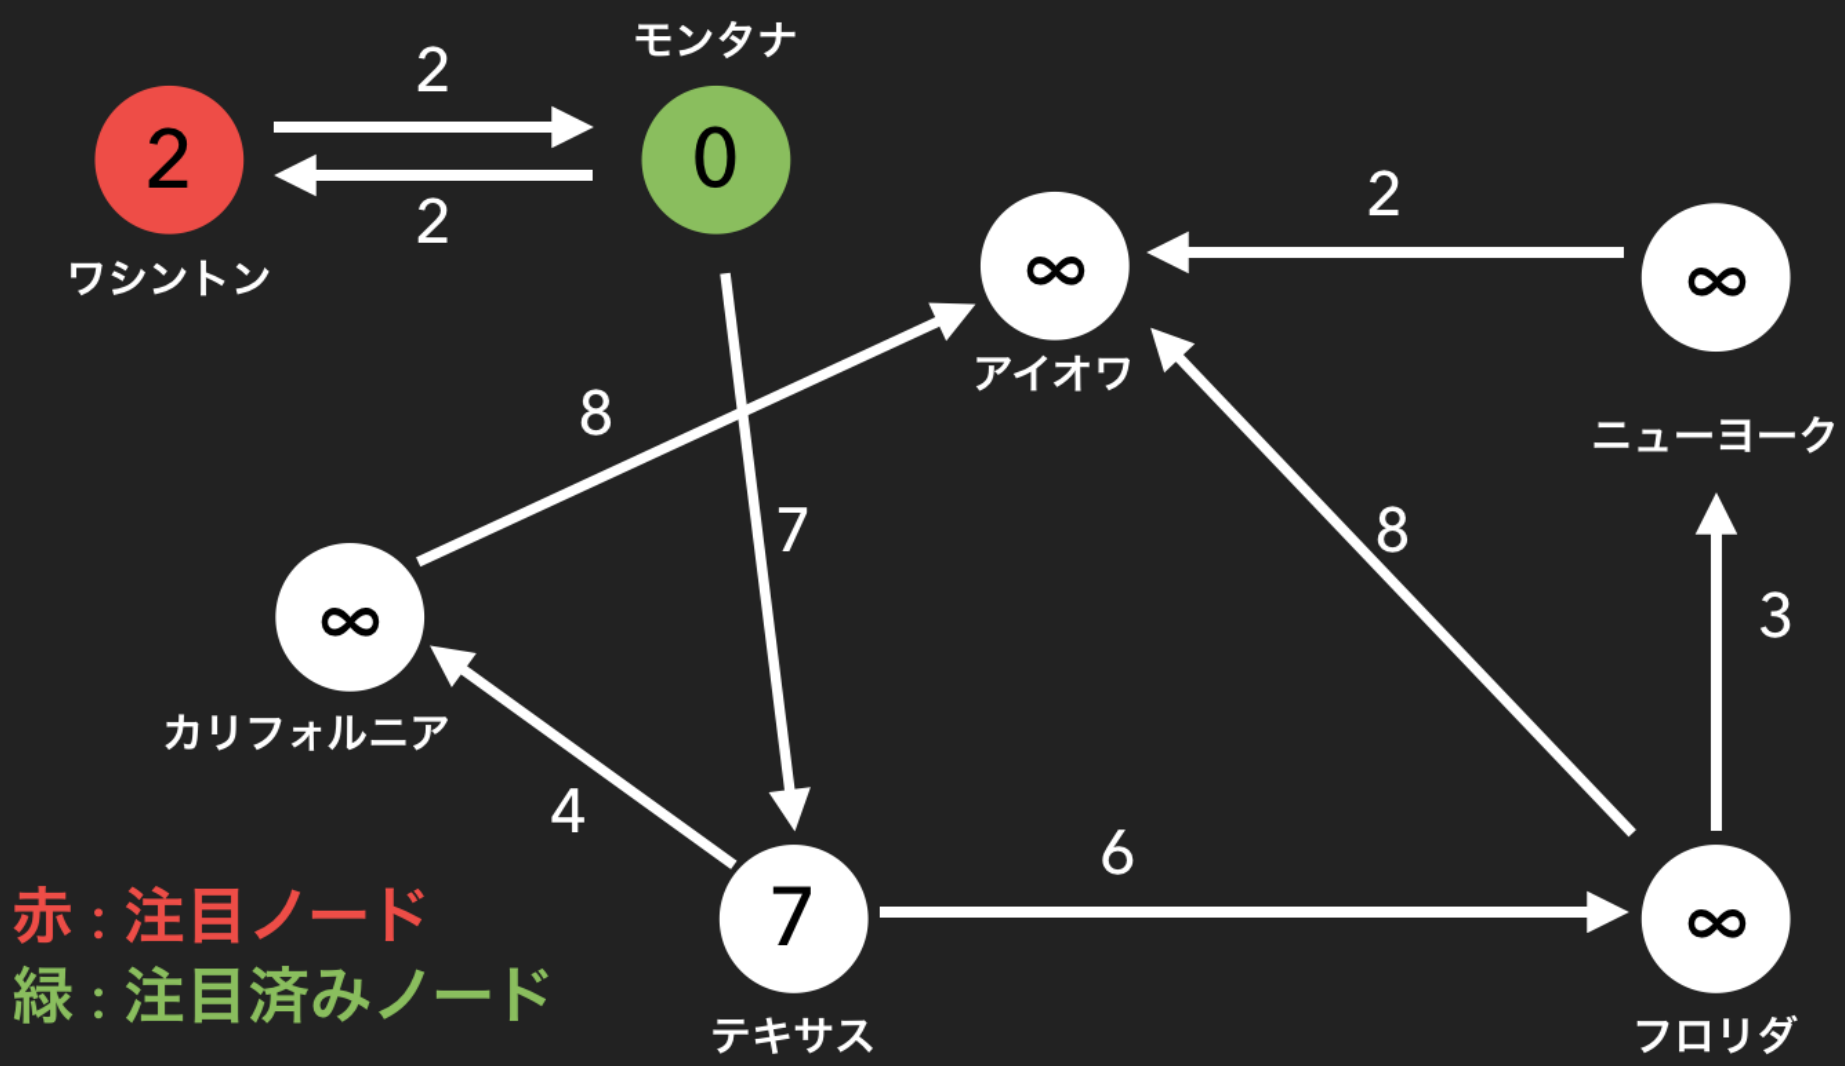 モンタナ
2
2
0
2
ワシントン
2
∞
∞
アイオワ
8
ニューヨーク
7
8
∞
3
カリフォルニア
4
6
7
∞
赤 : 注目ノード
緑 : 注目済みノード
テキサス
フロリダ